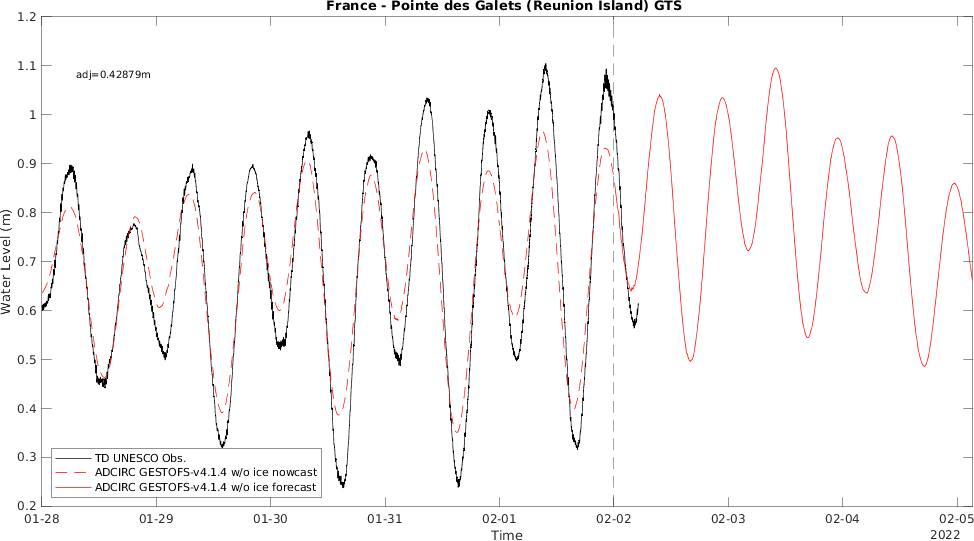 France - Pointe des Galets (Reunion Island) GTS
1.2
1.1
1
0.9
0.8
0.7
0.6
0.5
0.4
0.3
0.2
Water Level (m)
adj=0.42879m
TD UNESCO Obs.
ADCIRC GESTOFS-v4.1.4 w/o ice nowcast
ADCIRC GESTOFS-v4.1.4 w/o ice forecast
01-28 01-29 01-30 01-31 02-01 02-02 02-03 02-04 02-05
Time
2022